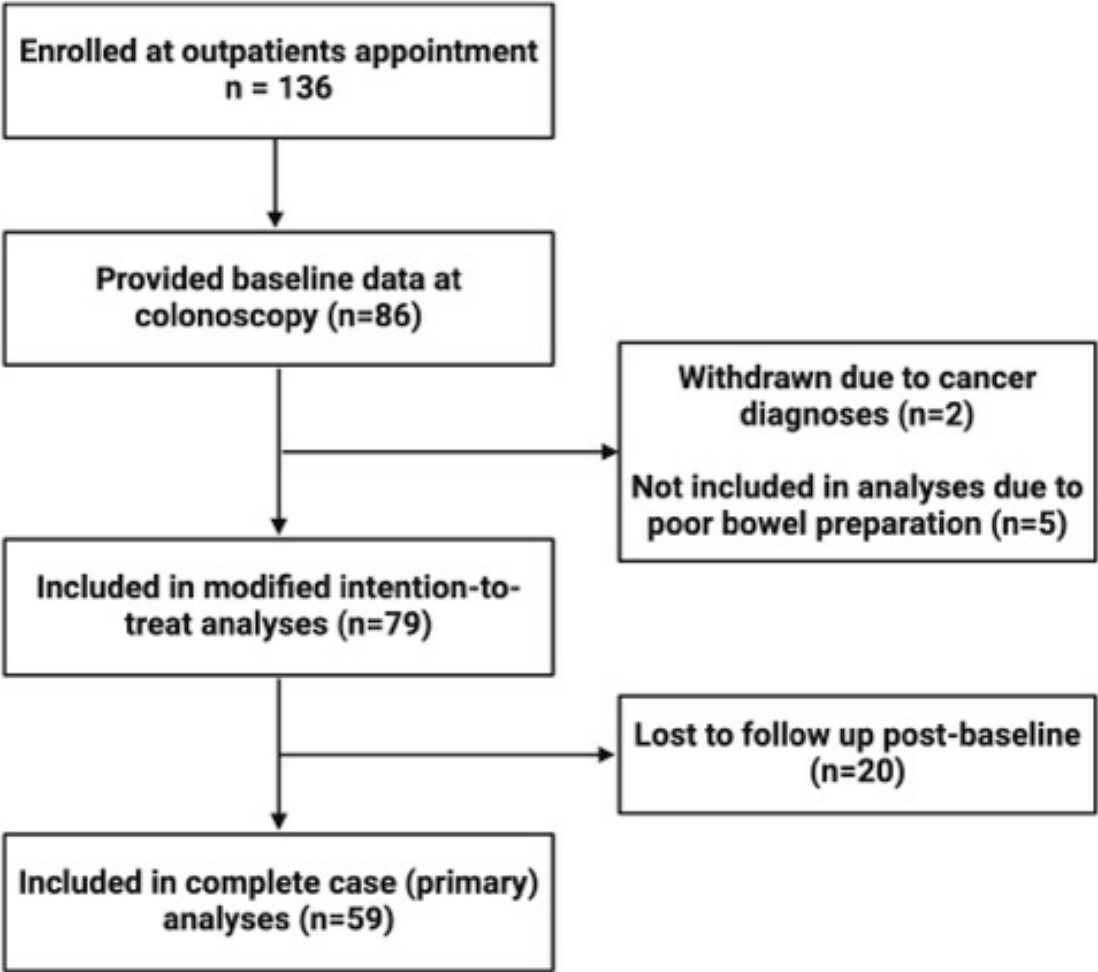 Enrolled at outpatients appointment
n = 136
Provided baseline data at
colonoscopy (n=86)
Withdrawn due to cancer
diagnoses (n=2)
Not included in analyses due to
poor bowel preparation (n=5)
Included in modified intention-to-
treat analyses (n=79)
Lost to follow up post-baseline
(n=20)
Included in complete case (primary)
analyses (n=59)